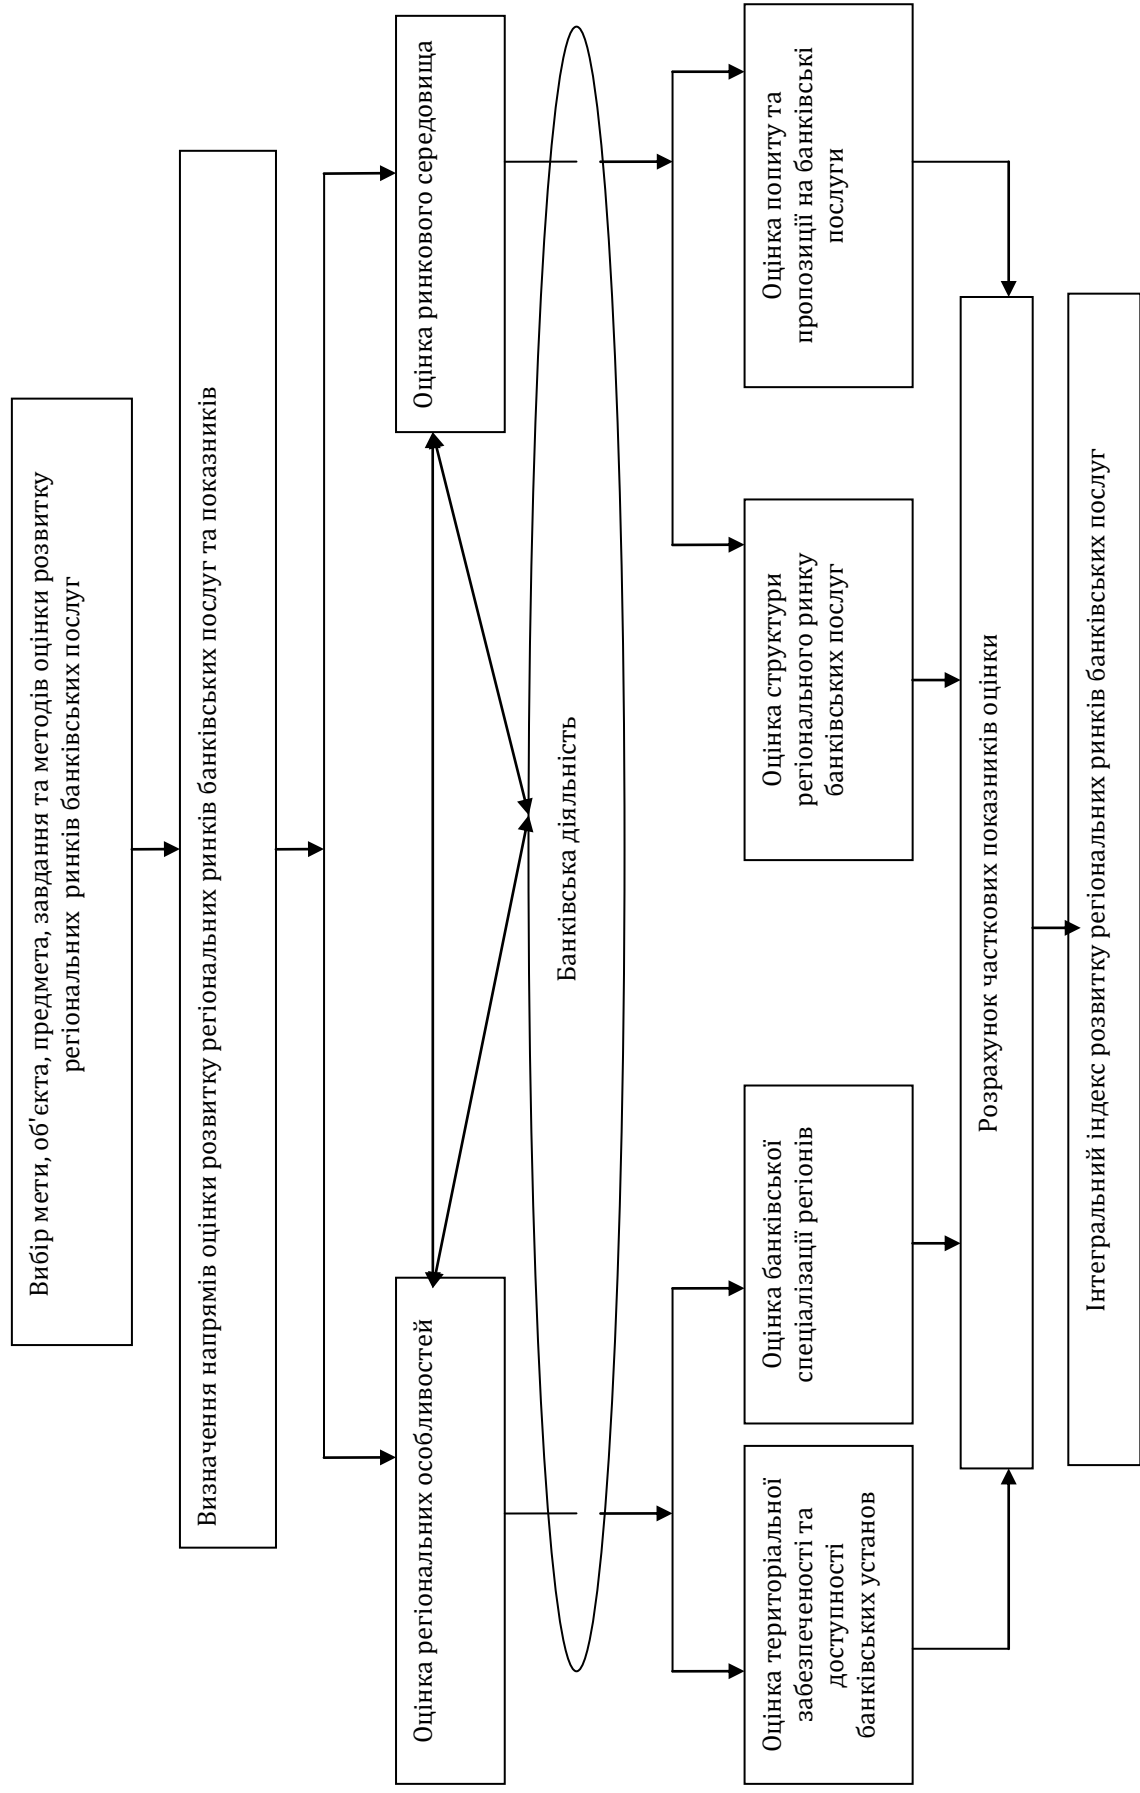 Вибір мети, об'єкта, предмета, завдання та методів оцінки розвитку
регіональних ринків банківських послуг
Визначення напрямів оцінки розвитку регіональних ринків банківських послуг та показників
Оцінка регіональних особливостей
Оцінка ринкового середовища
Банківська діяльність
Оцінка територіальної
забезпеченості та
доступності
банківських установ
Оцінка банківської
спеціалізації регіонів
Оцінка структури
регіонального ринку
банківських послуг
Оцінка попиту та
пропозиції на банківські
послуги
Розрахунок часткових показників оцінки
Інтегральний індекс розвитку регіональних ринків банківських послуг